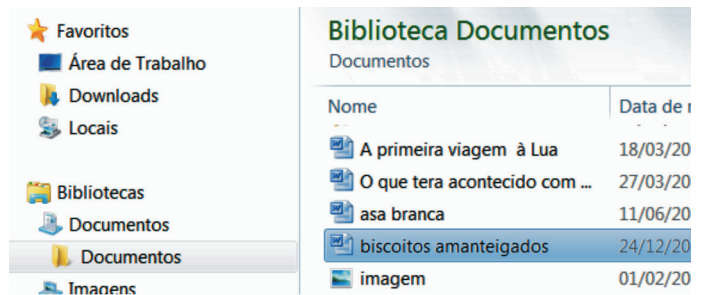 Favoritos
Área de Trabalho
Downloads
Locais
Bibliotecas
Documentos
Documentos
Imagens
Biblioteca Documentos
Documentos
Nome Data de
A primeira viagem à Lua 18/03/20
O que tera acontecido com ... 27/03/20
asa branca 11/06/20
biscoitos amanteigados 24/12/20
imagem 01/02/20